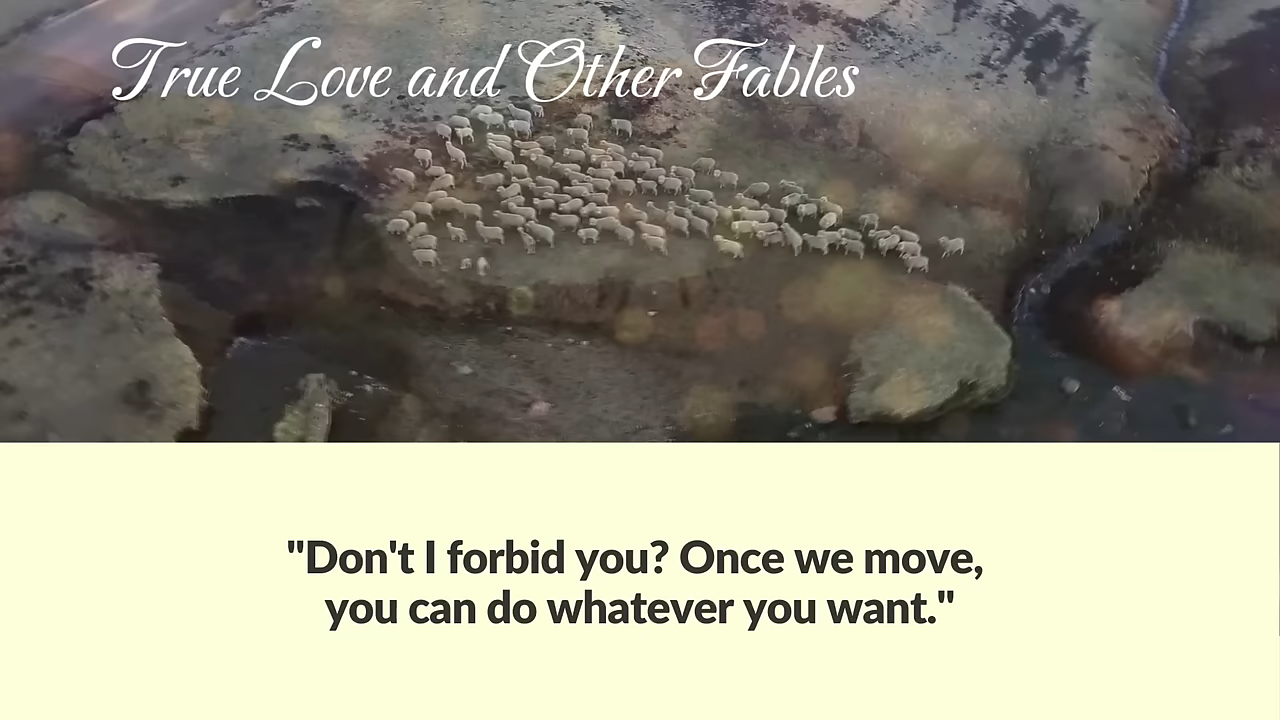 True Love and Other Fables
"Don't I forbid you? Once we move,
you can do whatever you want."